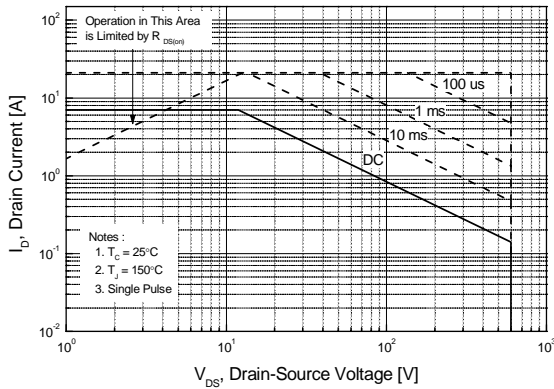 Operation in This Area
is Limited by R DS(on)
10²
10¹
10⁰
10⁻¹
10⁻²
I_D, Drain Current [A]
100 us
1 ms
10 ms
DC
Notes :
1. T_C = 25°C
2. T_J = 150°C
3. Single Pulse
10⁰
10¹
10²
10³
V_DS, Drain-Source Voltage [V]